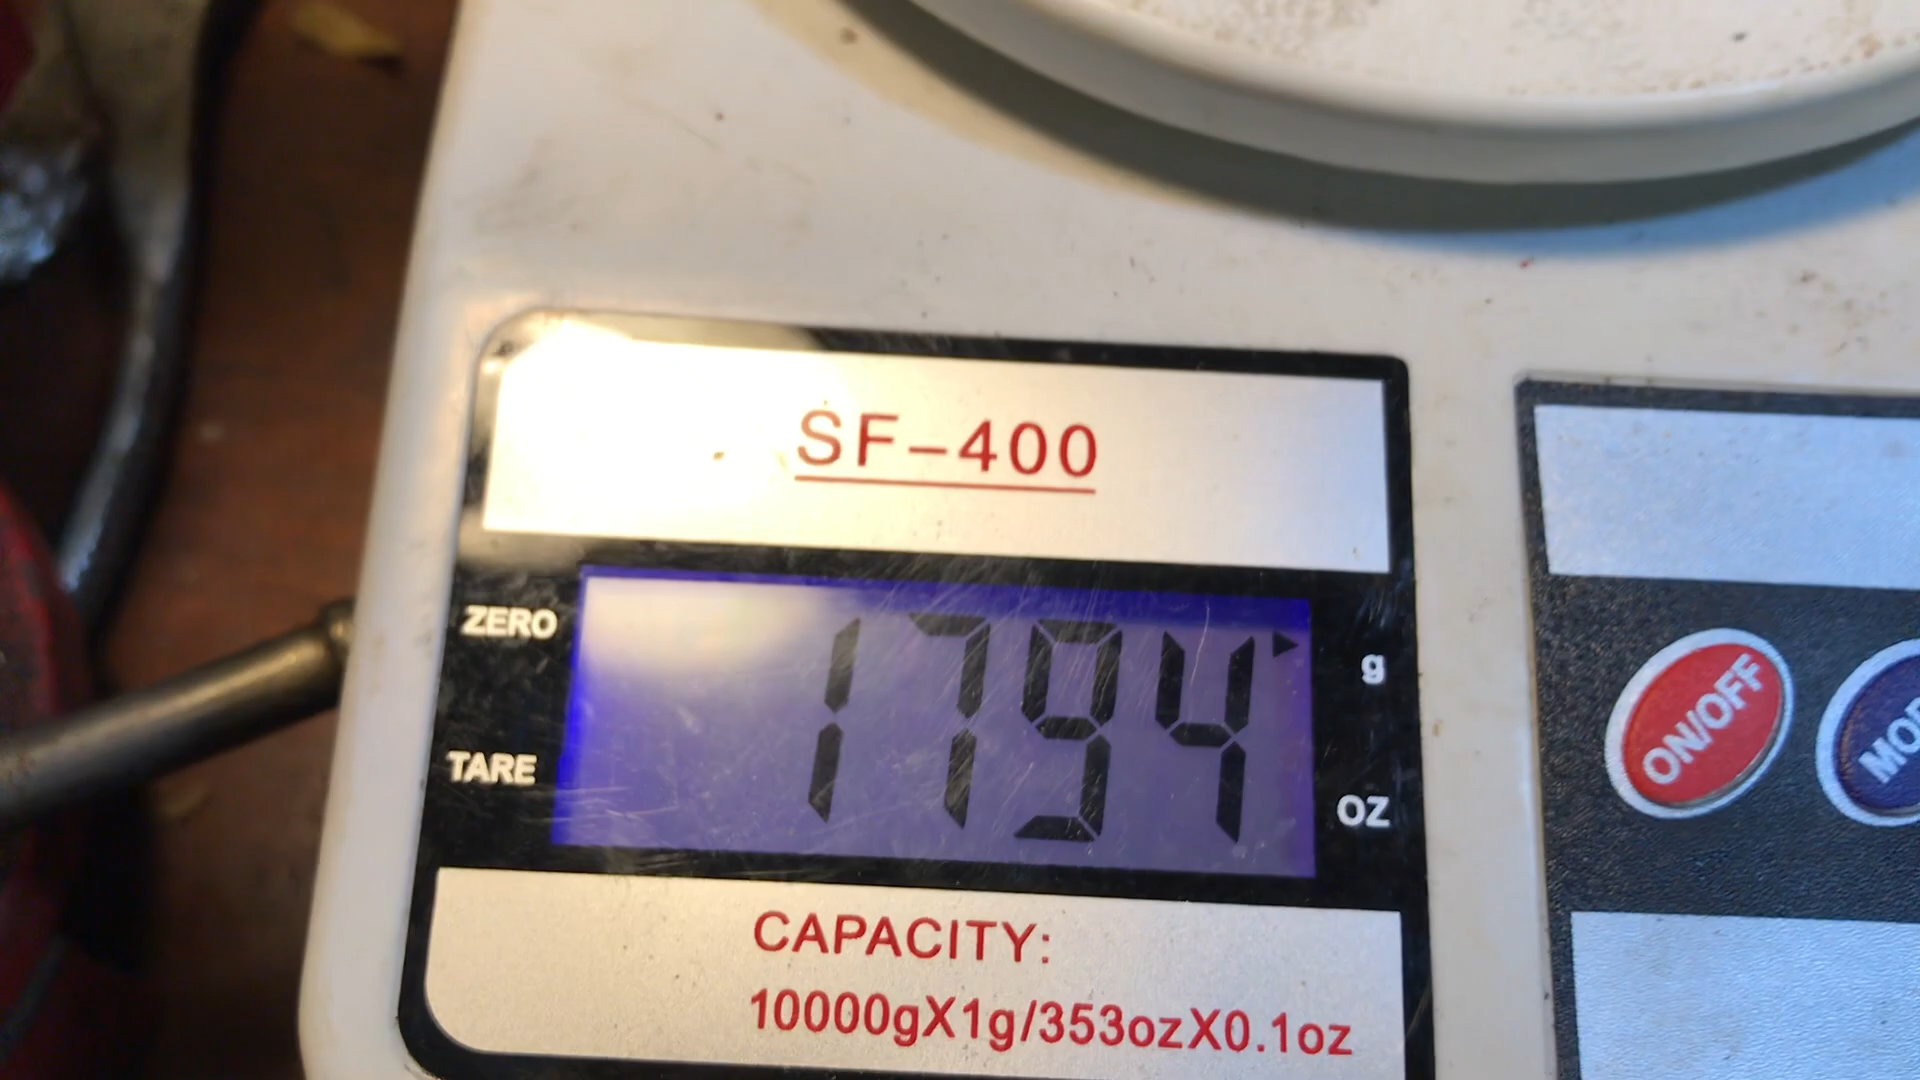 SF-400
ZERO
1794
g
TARE
OZ
CAPACITY:
10000gX1g/353ozX0.1oz
ON/OFF